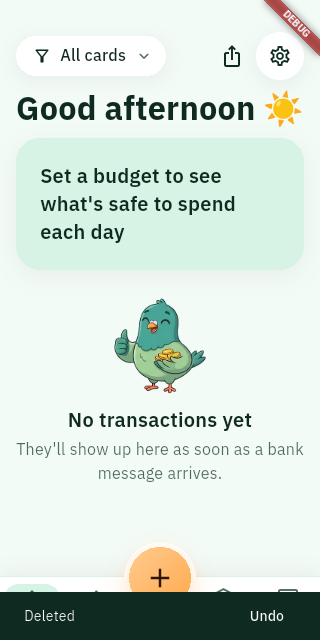 DEBUG
All cards
Good afternoon ☀️
Set a budget to see
what's safe to spend
each day
No transactions yet
They'll show up here as soon as a bank
message arrives.
Deleted
Undo